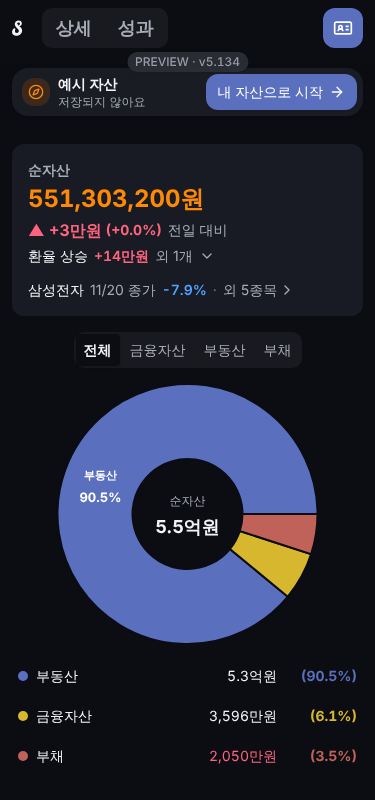 상세 성과
PREVIEW · v5.134
예시 자산
저장되지 않아요
내 자산으로 시작 →
순자산
551,303,200원
▲ +3만원 (+0.0%) 전일 대비
환율 상승 +14만원 외 1개
삼성전자 11/20 종가 -7.9% · 외 5종목
전체 금융자산 부동산 부채
부동산
90.5%
순자산
5.5억원
부동산 5.3억원 (90.5%)
금융자산 3,596만원 (6.1%)
부채 2,050만원 (3.5%)